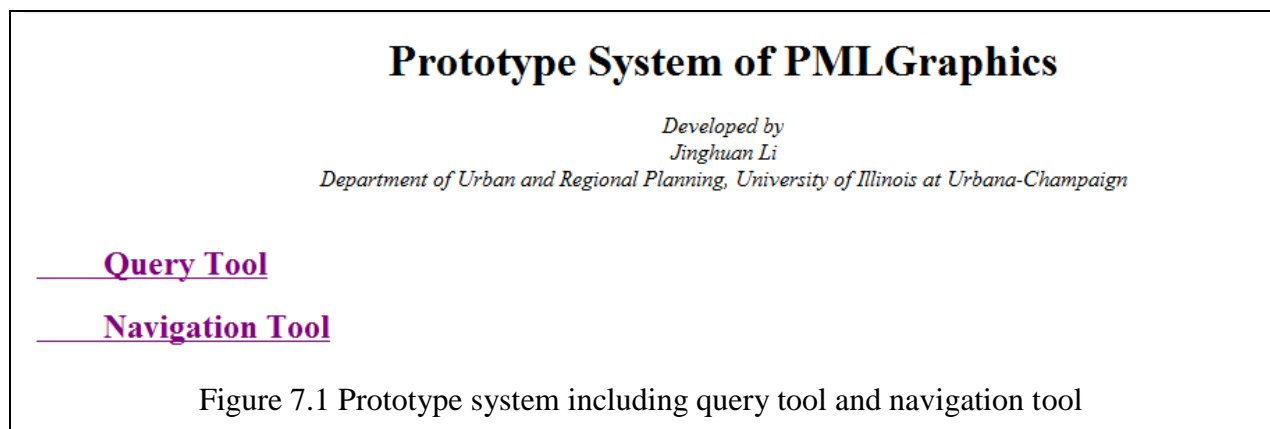 Prototype System of PMLGraphics
Developed by
Jinghuan Li
Department of Urban and Regional Planning, University of Illinois at Urbana-Champaign
Query Tool
Navigation Tool
Figure 7.1 Prototype system including query tool and navigation tool